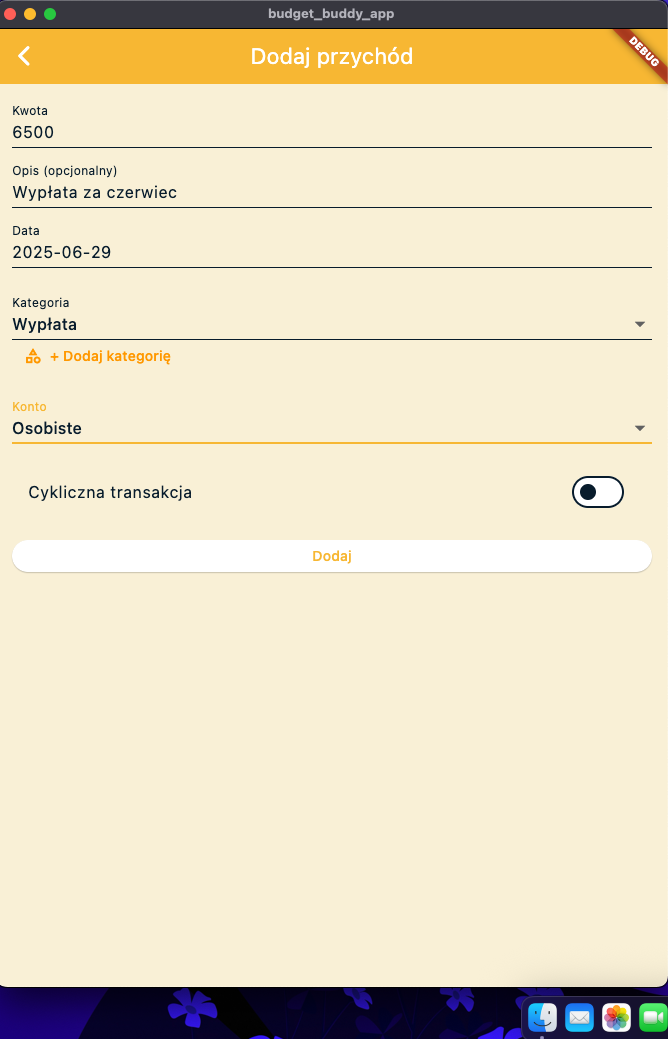 budget_buddy_app
Dodaj przychód
DEBUG
Kwota
6500
Opis (opcjonalny)
Wypłata za czerwiec
Data
2025-06-29
Kategoria
Wypłata
+ Dodaj kategorię
Konto
Osobiste
Cykliczna transakcja
Dodaj